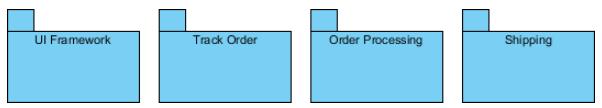 UI Framework
Track Order
Order Processing
Shipping